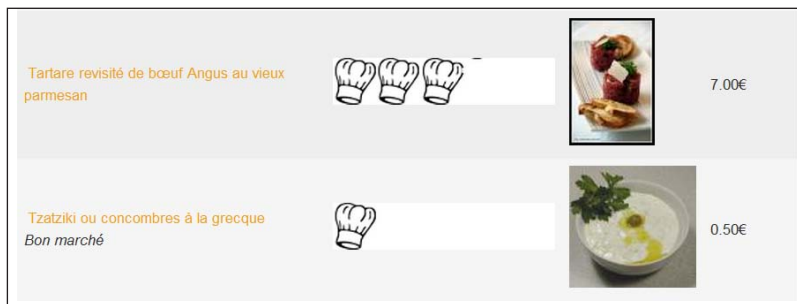 Tartare revisité de bœuf Angus au vieux
parmesan
7.00€
Tzatziki ou concombres à la grecque
Bon marché
0.50€